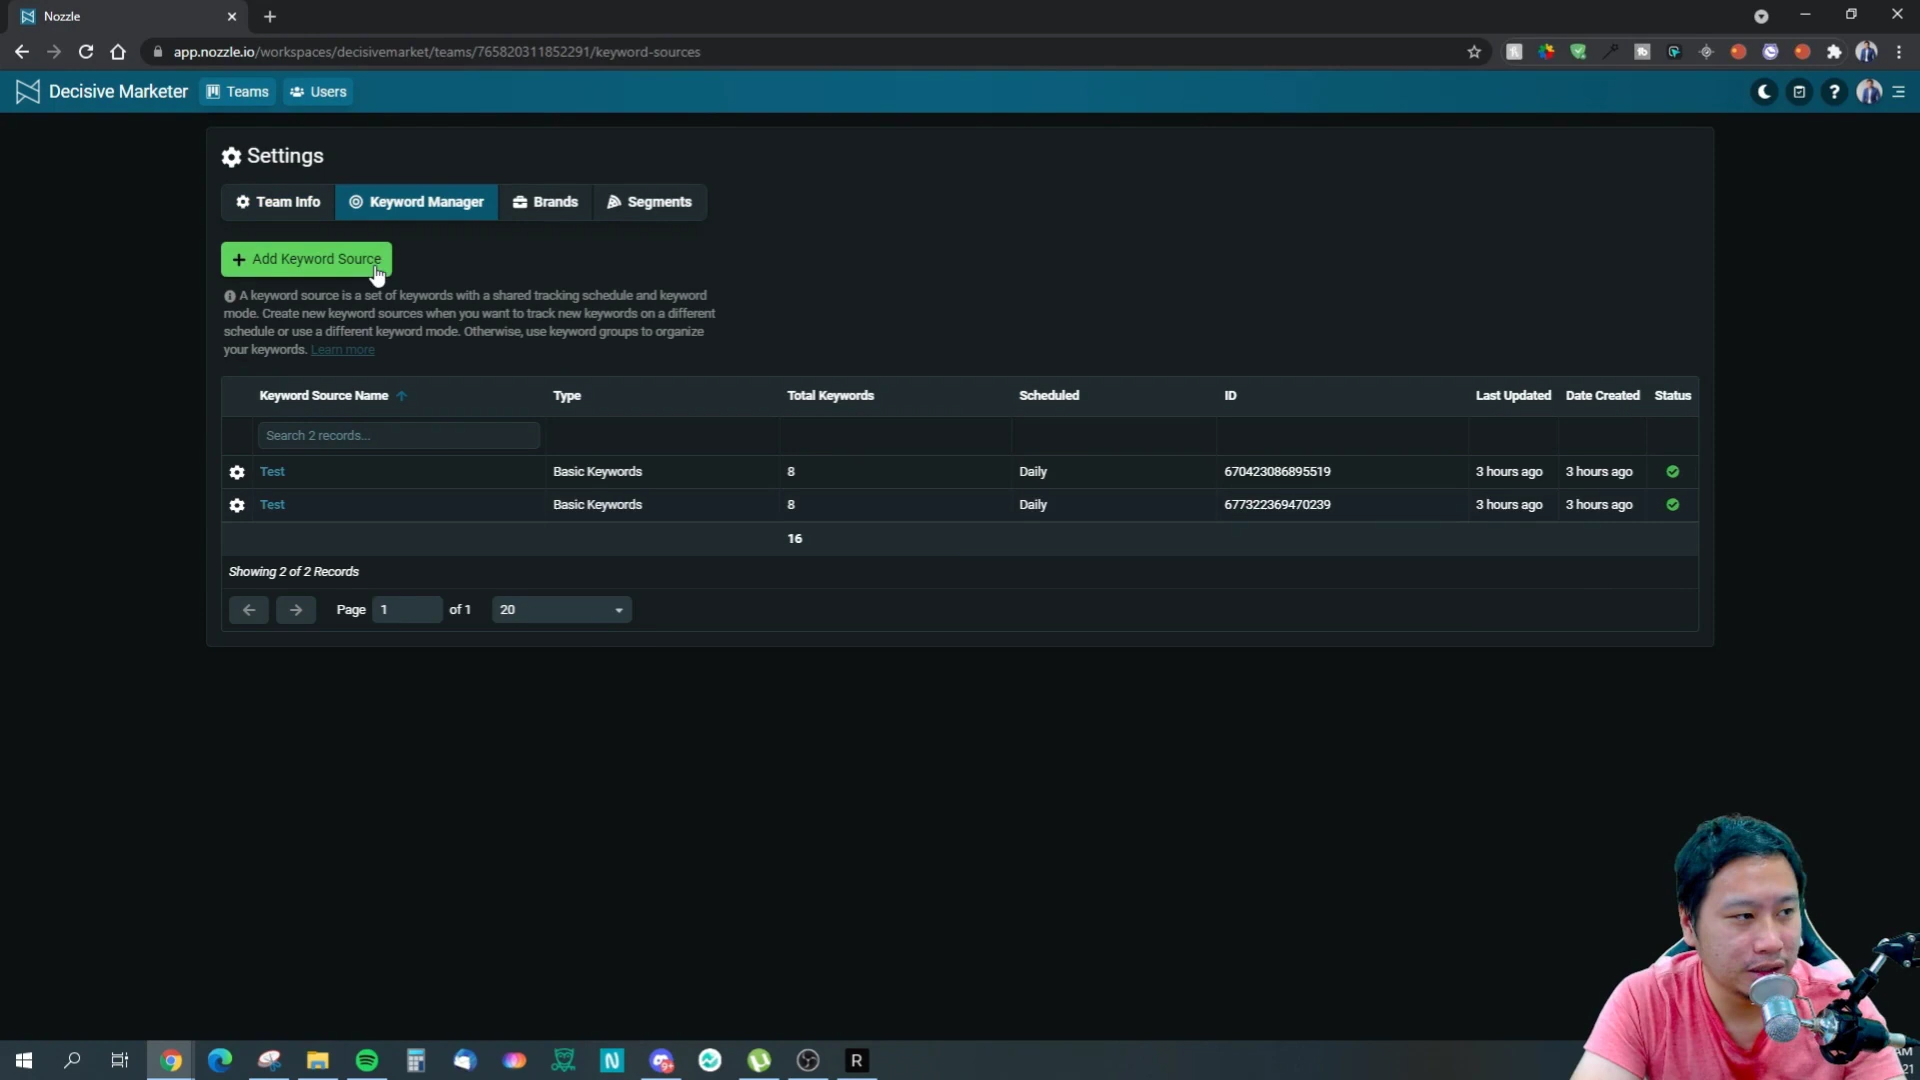 Nozzle
app.nozzle.io/workspaces/decisivemarket/teams/765820311852291/keyword-sources
Decisive Marketer
Teams
Users
Settings
Team Info
Keyword Manager
Brands
Segments
+ Add Keyword Source
A keyword source is a set of keywords with a shared tracking schedule and keyword
mode. Create new keyword sources when you want to track new keywords on a different
schedule or use a different keyword mode. Otherwise, use keyword groups to organize
your keywords. Learn more
Keyword Source Name Type Total Keywords Scheduled ID Last Updated Date Created Status
Search 2 records...
Test Basic Keywords 8 Daily 670423086895519 3 hours ago 3 hours ago
Test Basic Keywords 8 Daily 677322369470239 3 hours ago 3 hours ago
16
Showing 2 of 2 Records
Page 1 of 1 20
AM
21